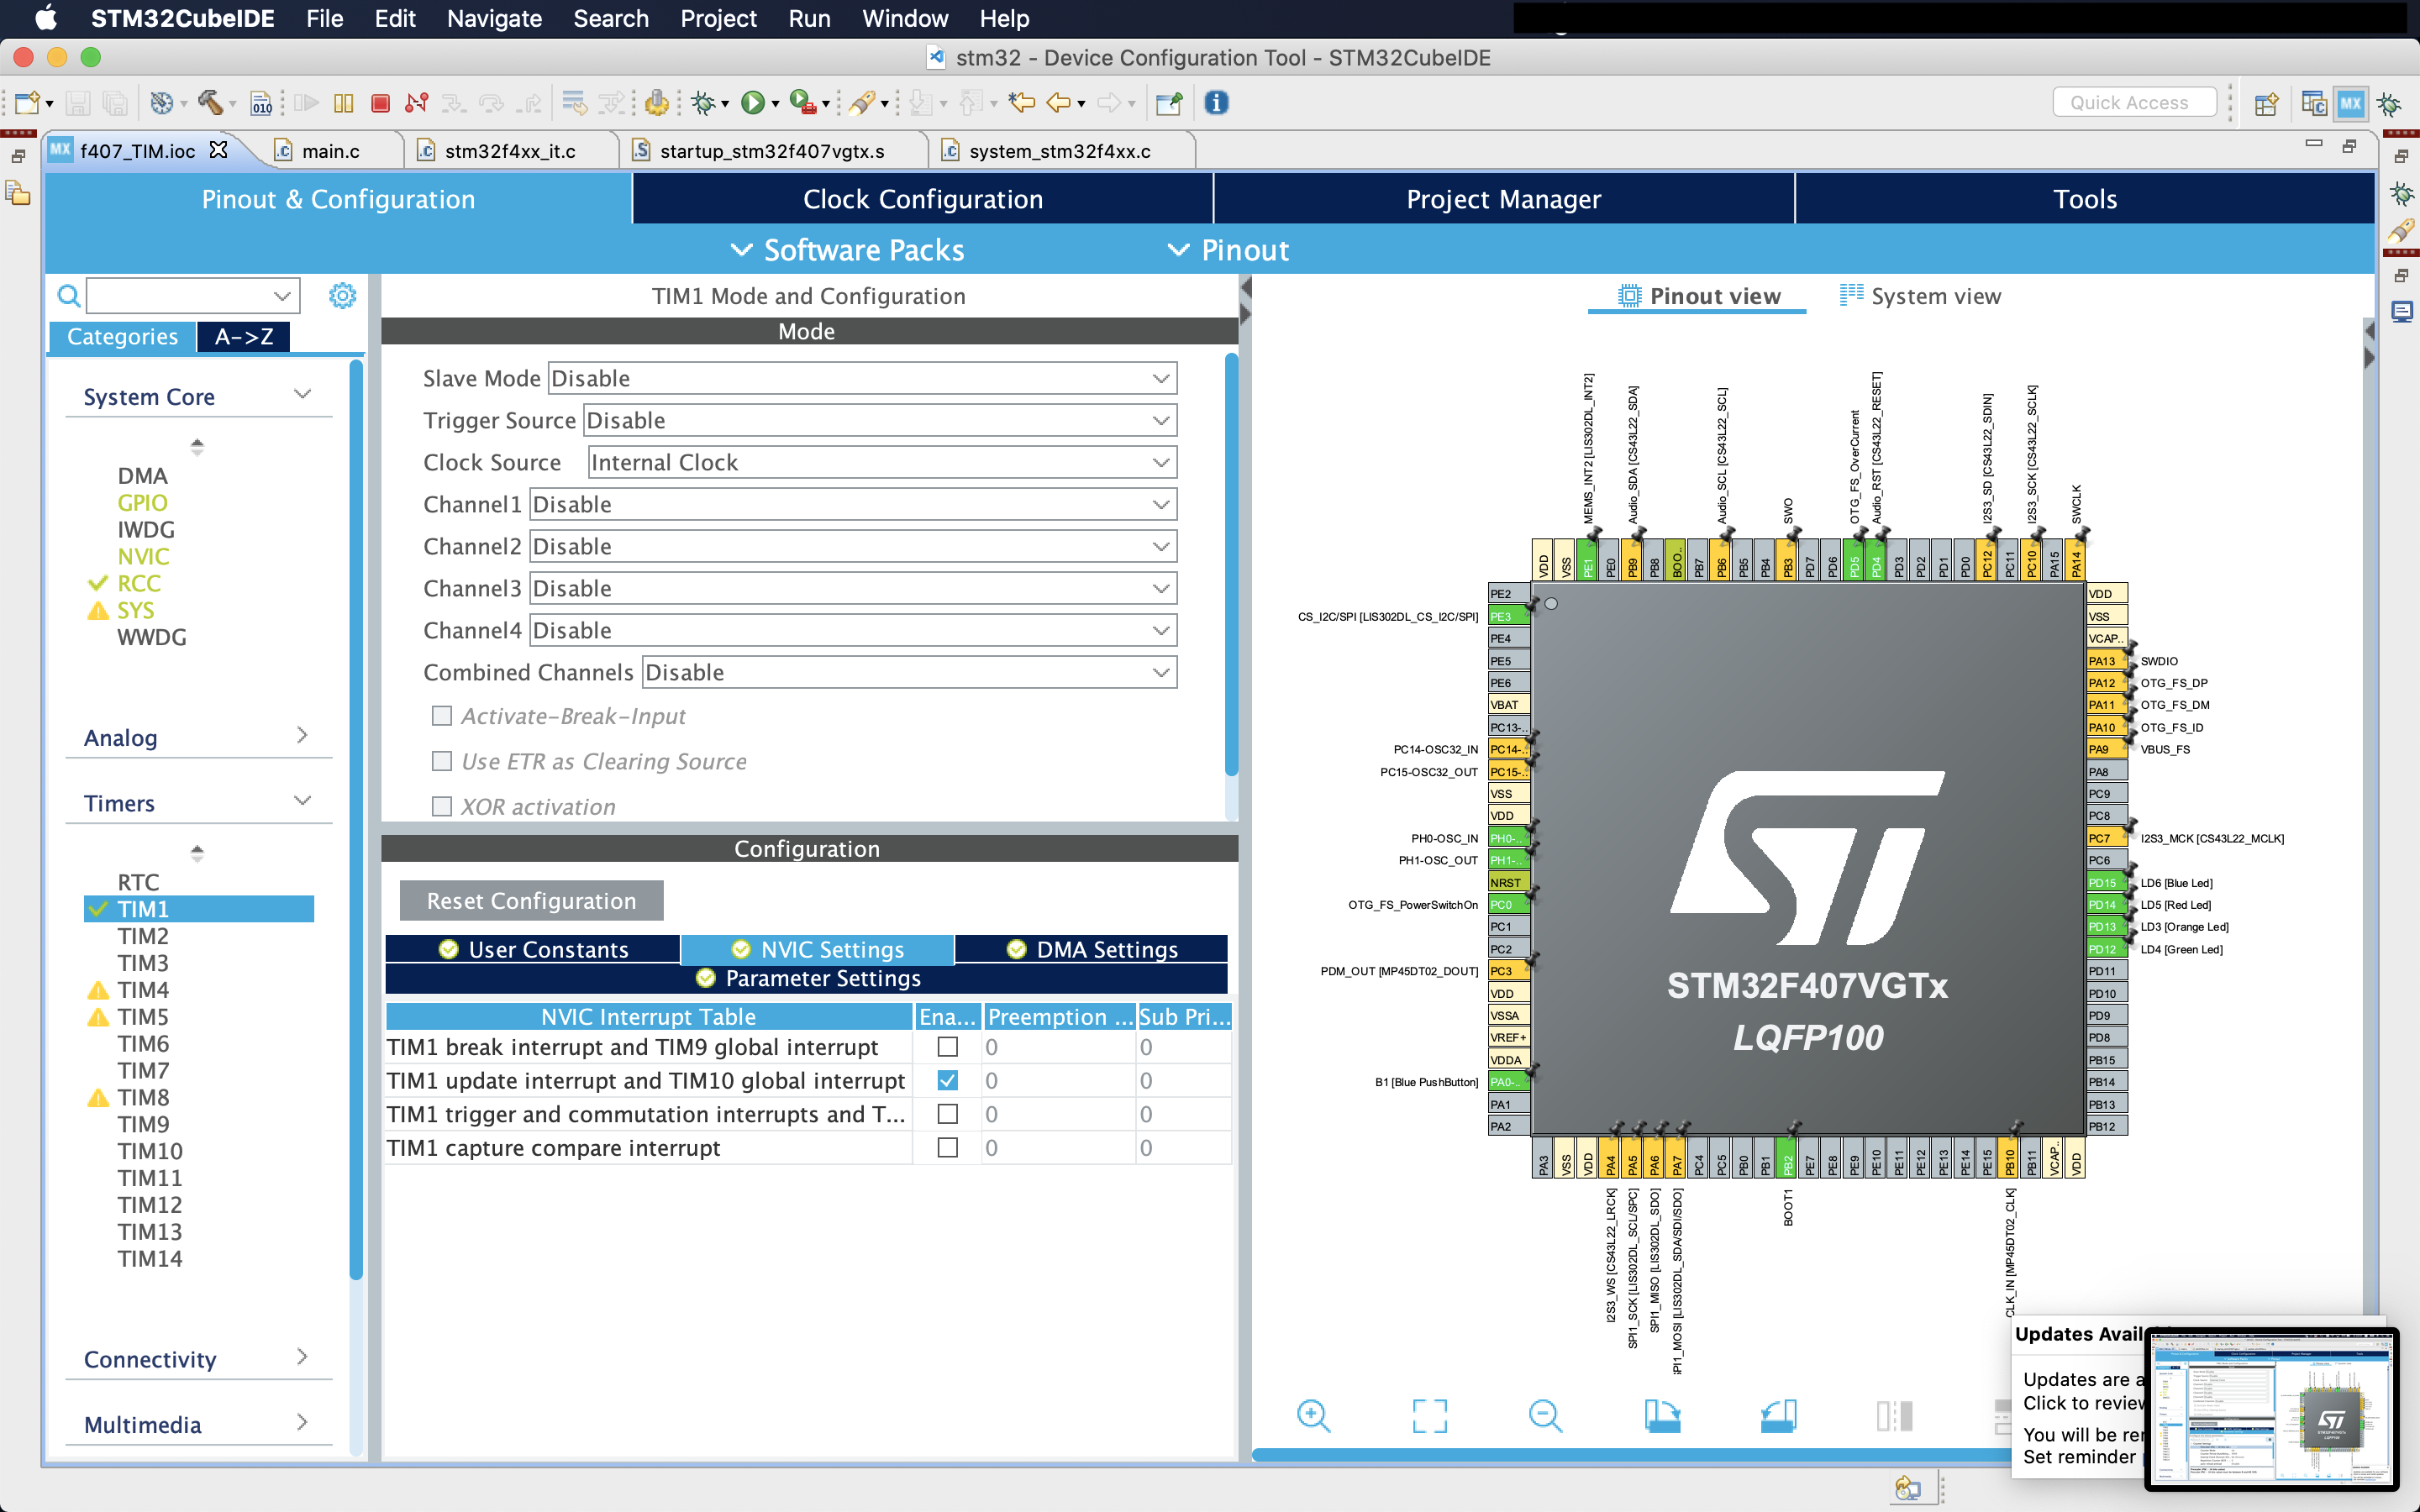 STM32CubeIDE File Edit Navigate Search Project Run Window Help
stm32 - Device Configuration Tool - STM32CubeIDE
Quick Access
MX
MX f407_TIM.ioc
main.c
stm32f4xx_it.c
startup_stm32f407vgtx.s
system_stm32f4xx.c
Pinout & Configuration
Clock Configuration
Project Manager
Tools
Software Packs
Pinout
Categories
A->Z
System Core
DMA
GPIO
IWDG
NVIC
RCC
SYS
WWDG
Analog
Timers
RTC
TIM1
TIM2
TIM3
TIM4
TIM5
TIM6
TIM7
TIM8
TIM9
TIM10
TIM11
TIM12
TIM13
TIM14
Connectivity
Multimedia
TIM1 Mode and Configuration
Mode
Slave Mode Disable
Trigger Source Disable
Clock Source Internal Clock
Channel1 Disable
Channel2 Disable
Channel3 Disable
Channel4 Disable
Combined Channels Disable
Activate-Break-Input
Use ETR as Clearing Source
XOR activation
Configuration
Reset Configuration
User Constants
NVIC Settings
DMA Settings
Parameter Settings
NVIC Interrupt Table Ena... Preemption ... Sub Pri...
TIM1 break interrupt and TIM9 global interrupt 0 0
TIM1 update interrupt and TIM10 global interrupt 0 0
TIM1 trigger and commutation interrupts and T... 0 0
TIM1 capture compare interrupt 0 0
Pinout view
System view
MEMS_INT2 [LIS302DL_INT2]
Audio_SDA [CS43L22_SDA]
Audio_SCL [CS43L22_SCL]
SWO
OTG_FS_OverCurrent
Audio_RST [CS43L22_RESET]
I2S3_SD [CS43L22_SDIN]
I2S3_SCK [CS43L22_SCLK]
SWCLK
VDD
VSS
PE1
PE0
PB9
PB8
BOO..
PB7
PB6
PB5
PB4
PB3
PD7
PD6
PD5
PD4
PD3
PD2
PD1
PD0
PC12
PC11
PC10
PA15
PA14
PE2
CS_I2C/SPI [LIS302DL_CS_I2C/SPI] PE3
PE4
PE5
PE6
VBAT
PC13-..
PC14-OSC32_IN PC14-..
PC15-OSC32_OUT PC15-..
VSS
VDD
PH0-OSC_IN PH0-..
PH1-OSC_OUT PH1-..
NRST
OTG_FS_PowerSwitchOn PC0
PC1
PC2
PDM_OUT [MP45DT02_DOUT] PC3
VDD
VSSA
VREF+
VDDA
B1 [Blue PushButton] PA0-..
PA1
PA2
STM32F407VGTx
LQFP100
VDD
VSS
VCAP..
PA13 SWDIO
PA12 OTG_FS_DP
PA11 OTG_FS_DM
PA10 OTG_FS_ID
PA9 VBUS_FS
PA8
PC9
PC8
PC7 I2S3_MCK [CS43L22_MCLK]
PC6
PD15 LD6 [Blue Led]
PD14 LD5 [Red Led]
PD13 LD3 [Orange Led]
PD12 LD4 [Green Led]
PD11
PD10
PD9
PD8
PB15
PB14
PB13
PB12
PA3
VSS
VDD
PA4
PA5
PA6
PA7
PC4
PC5
PB0
PB1
PB2
PE7
PE8
PE9
PE10
PE11
PE12
PE13
PE14
PE15
PB10
PB11
VCAP..
VDD
I2S3_WS [CS43L22_LRCK]
SPI1_SCK [LIS302DL_SCL/SPC]
SPI1_MISO [LIS302DL_SDO]
SPI1_MOSI [LIS302DL_SDA/SDI/SDO]
BOOT1
CLK_IN [MP45DT02_CLK]
Updates Avail
Updates are a
Click to review
You will be rer
Set reminder